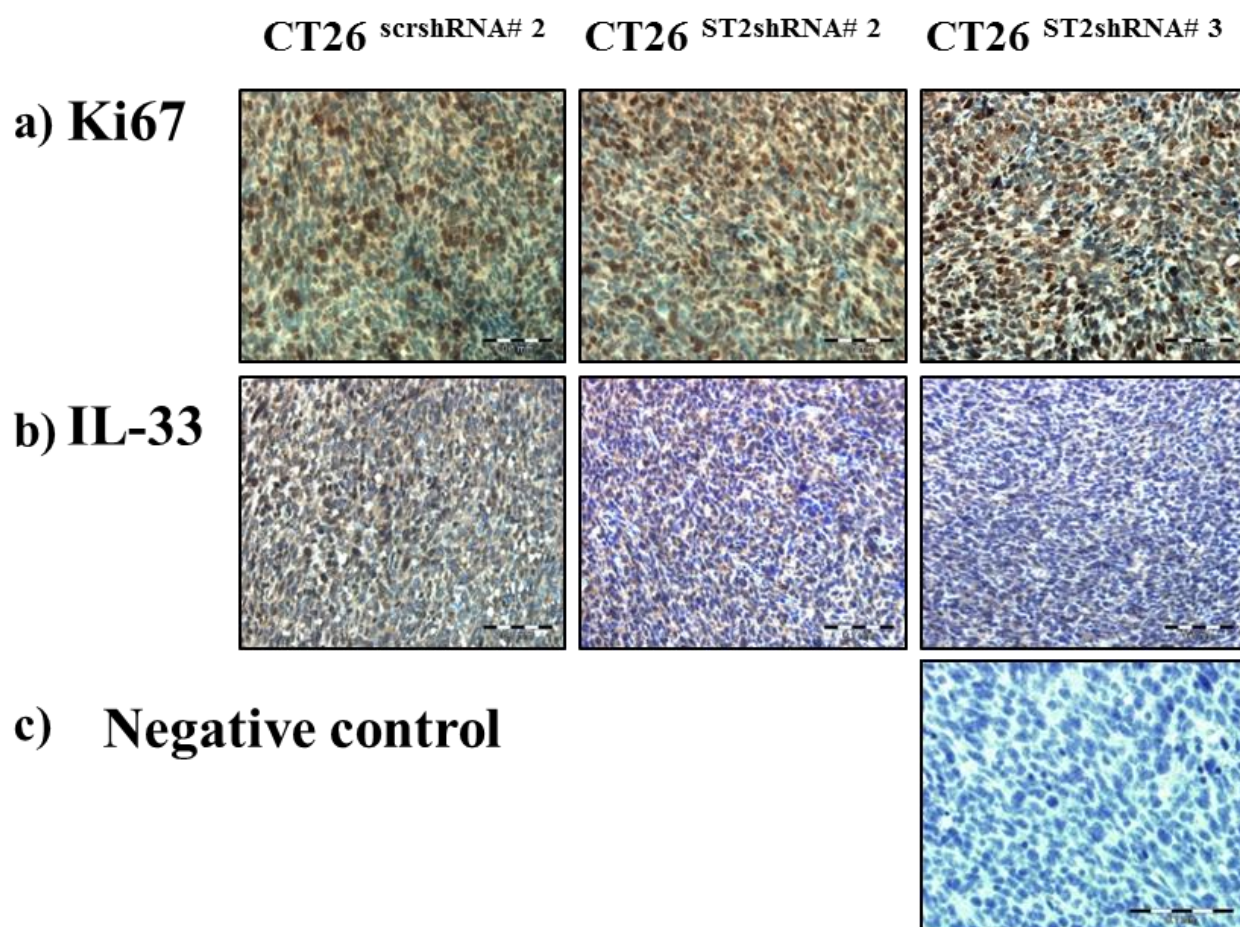 CT26 scrshRNA# 2 CT26 ST2shRNA# 2 CT26 ST2shRNA# 3
a) Ki67
b) IL-33
c) Negative control